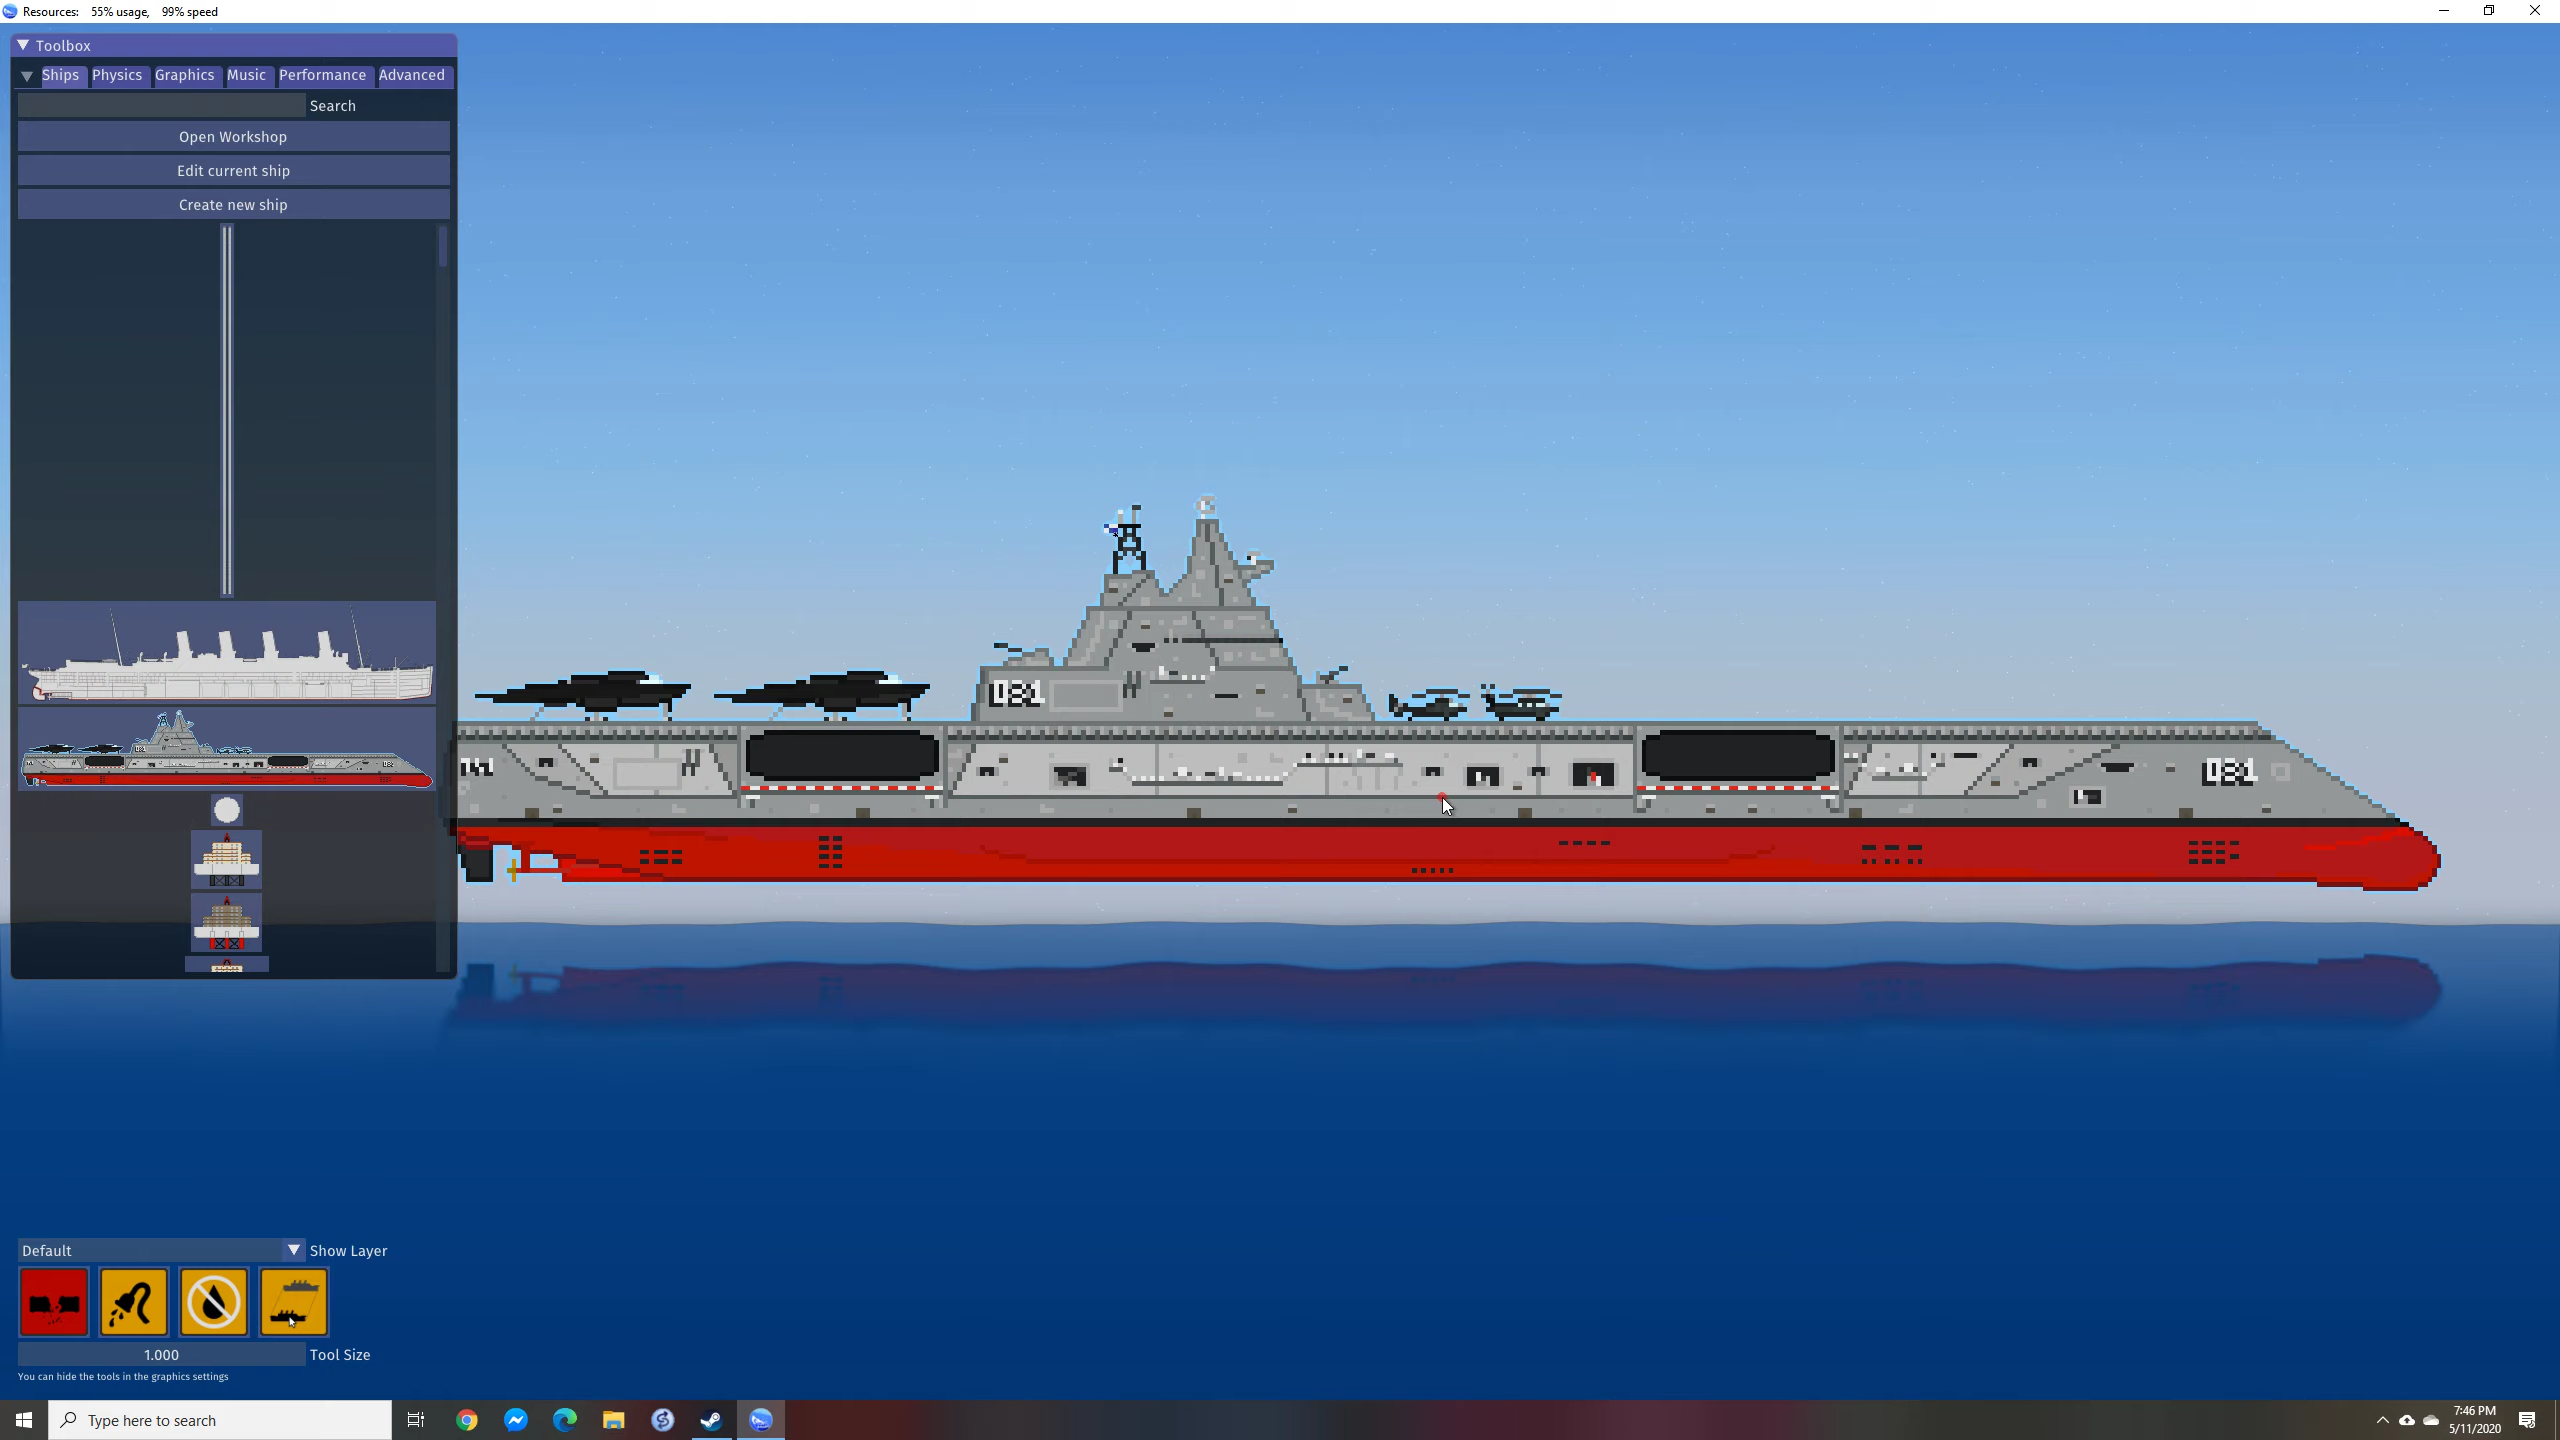 Resources: 55% usage, 99% speed
Toolbox
Ships Physics Graphics Music Performance Advanced
Search
Open Workshop
Edit current ship
Create new ship
081
081
Default Show Layer
1.000 Tool Size
You can hide the tools in the graphics settings
Type here to search
7:46 PM
5/11/2020